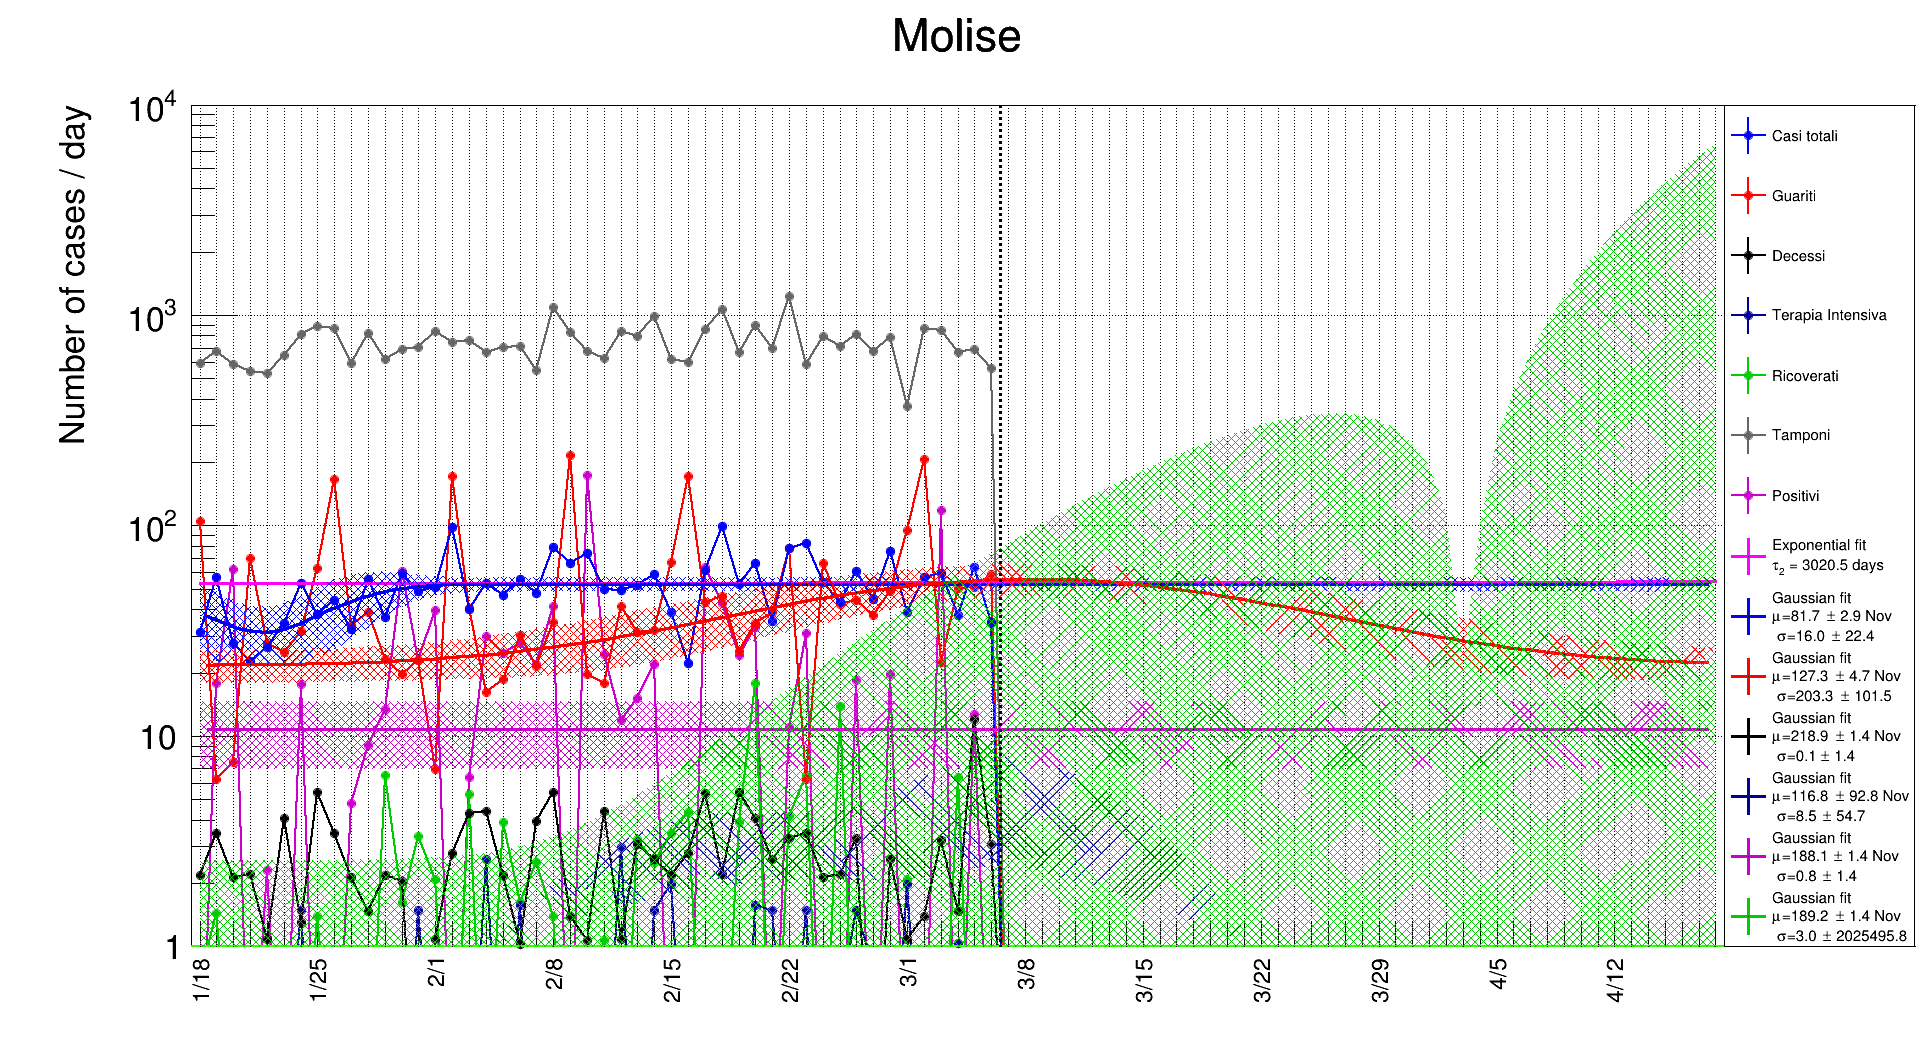 Molise
Number of cases / day
10^4
10^3
10^2
10
1
1/18
1/25
2/1
2/8
2/15
2/22
3/1
3/8
3/15
3/22
3/29
4/5
4/12
Casi totali
Guariti
Decessi
Terapia Intensiva
Ricoverati
Tamponi
Positivi
Exponential fit
τ₂ = 3020.5 days
Gaussian fit
μ=81.7 ± 2.9 Nov
σ=16.0 ± 22.4
Gaussian fit
μ=127.3 ± 4.7 Nov
σ=203.3 ± 101.5
Gaussian fit
μ=218.9 ± 1.4 Nov
σ=0.1 ± 1.4
Gaussian fit
μ=116.8 ± 92.8 Nov
σ=8.5 ± 54.7
Gaussian fit
μ=188.1 ± 1.4 Nov
σ=0.8 ± 1.4
Gaussian fit
μ=189.2 ± 1.4 Nov
σ=3.0 ± 2025495.8